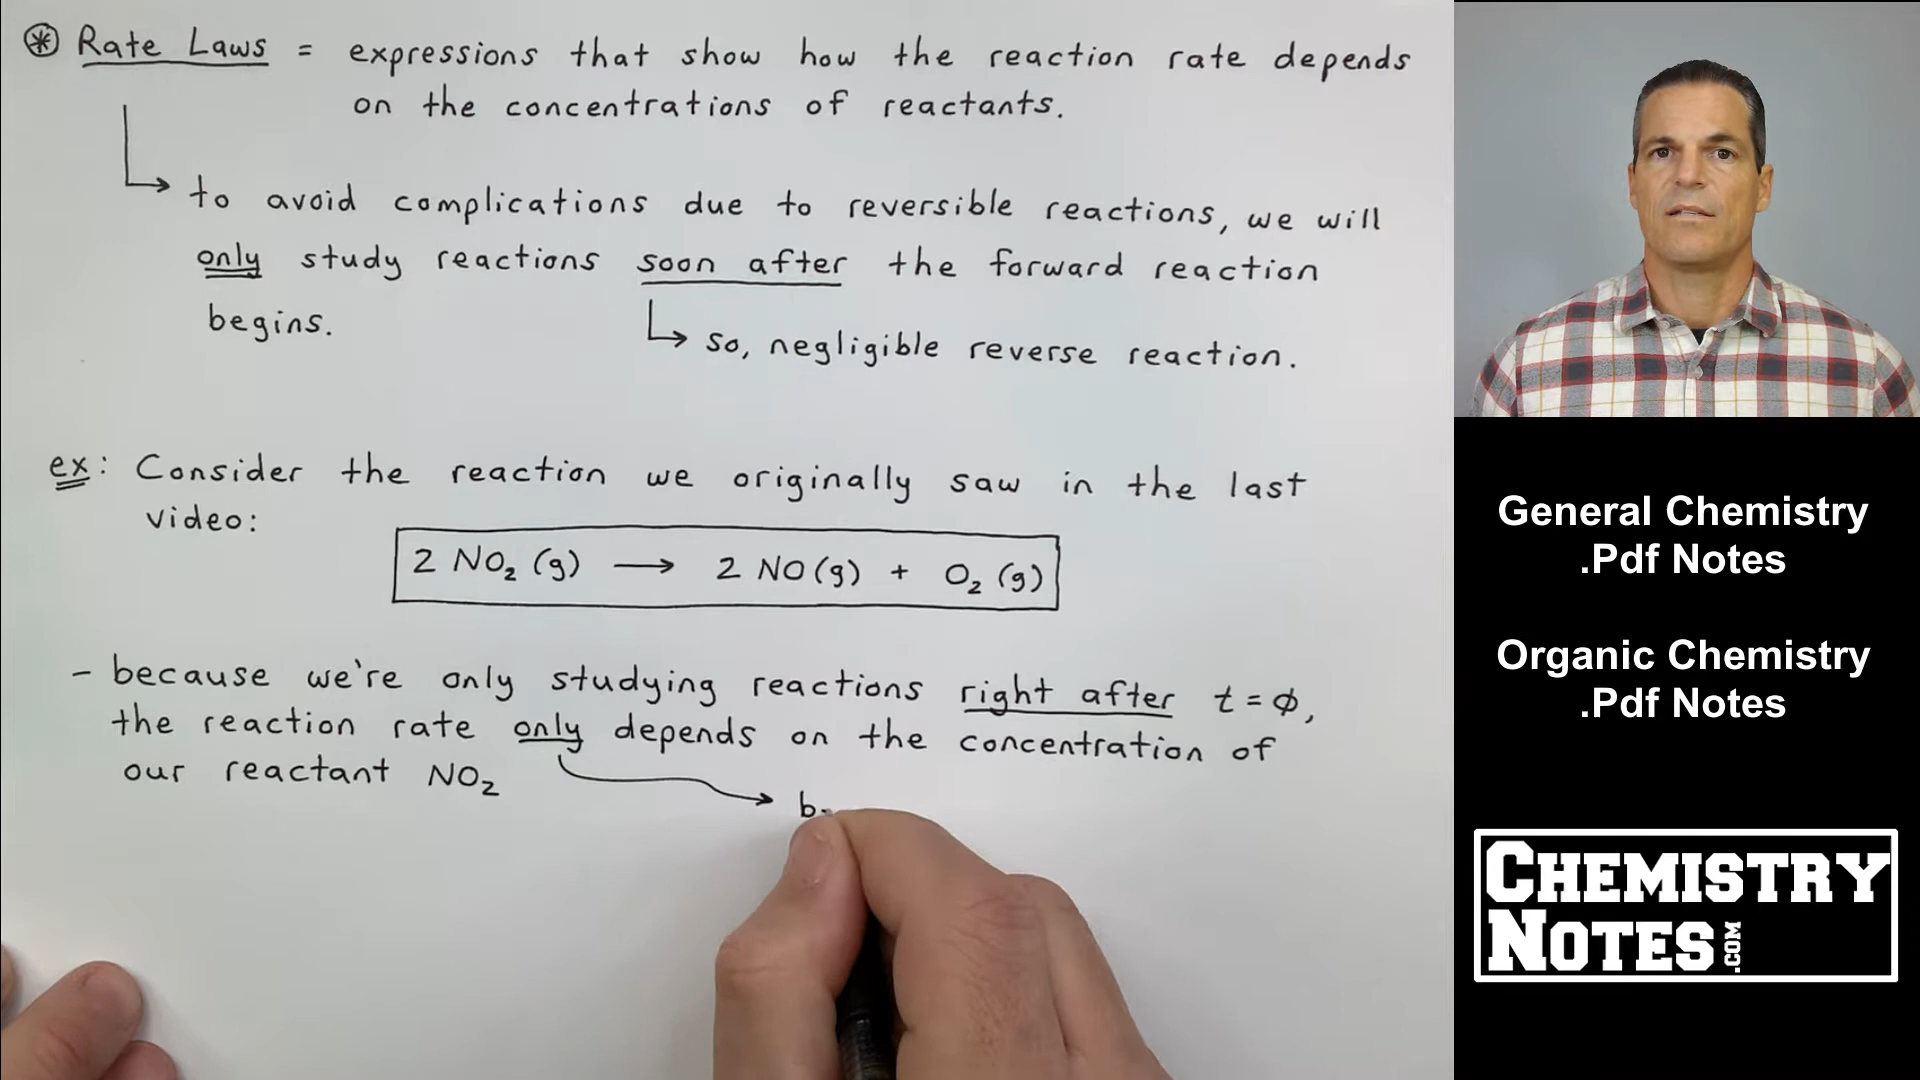 ⊛ Rate Laws = expressions that show how the reaction rate depends
on the concentrations of reactants.
↳ to avoid complications due to reversible reactions, we will
only study reactions soon after the forward reaction
begins.
↳ so, negligible reverse reaction.
ex: Consider the reaction we originally saw in the last
video:
2 NO₂ (g) → 2 NO (g) + O₂ (g)
- because we're only studying reactions right after t = ϕ,
the reaction rate only depends on the concentration of
our reactant NO₂
General Chemistry
.Pdf Notes
Organic Chemistry
.Pdf Notes
CHEMISTRY
NOTES.COM